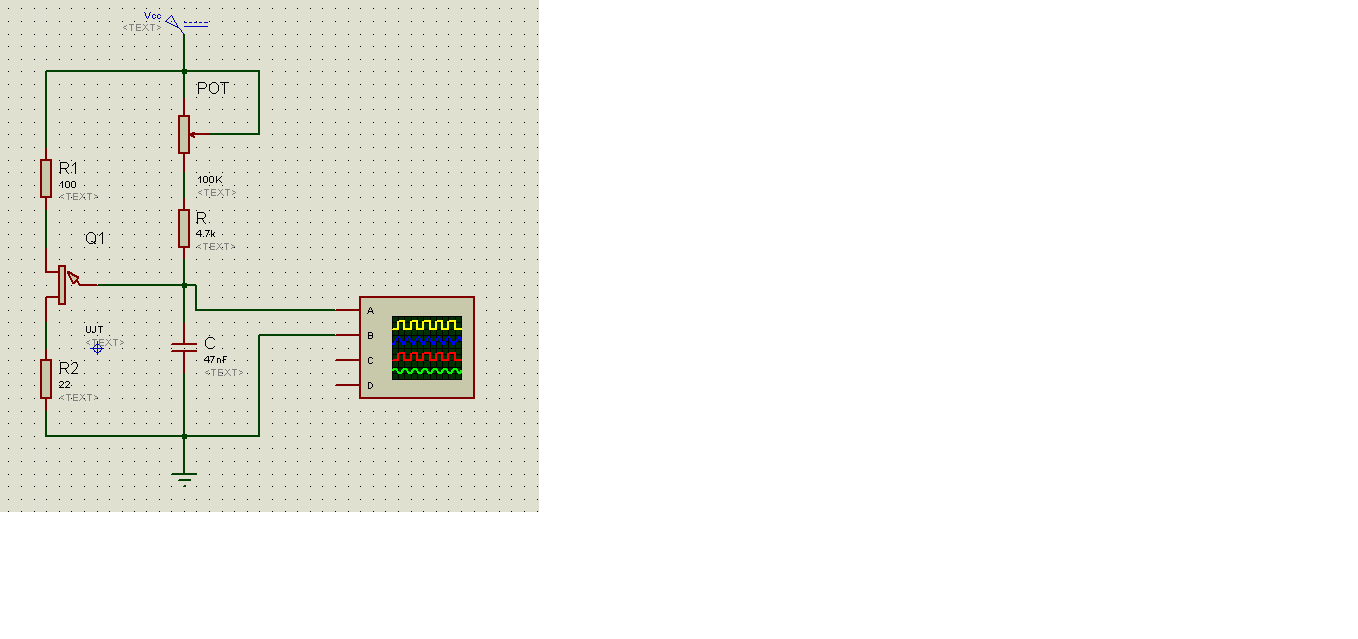 Vcc
<TEXT>
POT
R1
100
<TEXT>
100K
<TEXT>
R
4.7k
<TEXT>
Q1
UJT
<TEXT>
C
47nF
<TEXT>
R2
22
<TEXT>
A
B
C
D